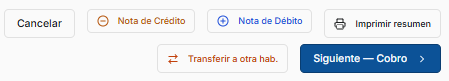 Cancelar Nota de Crédito Nota de Débito Imprimir resumen
Transferir a otra hab. Siguiente — Cobro